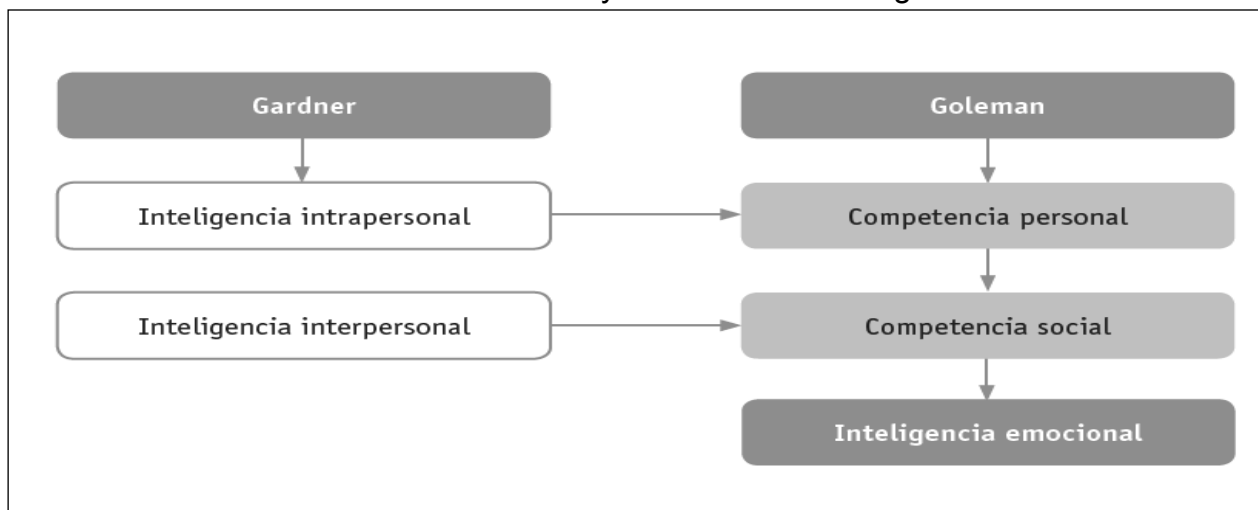 Gardner
Goleman
Inteligencia intrapersonal
Competencia personal
Inteligencia interpersonal
Competencia social
Inteligencia emocional